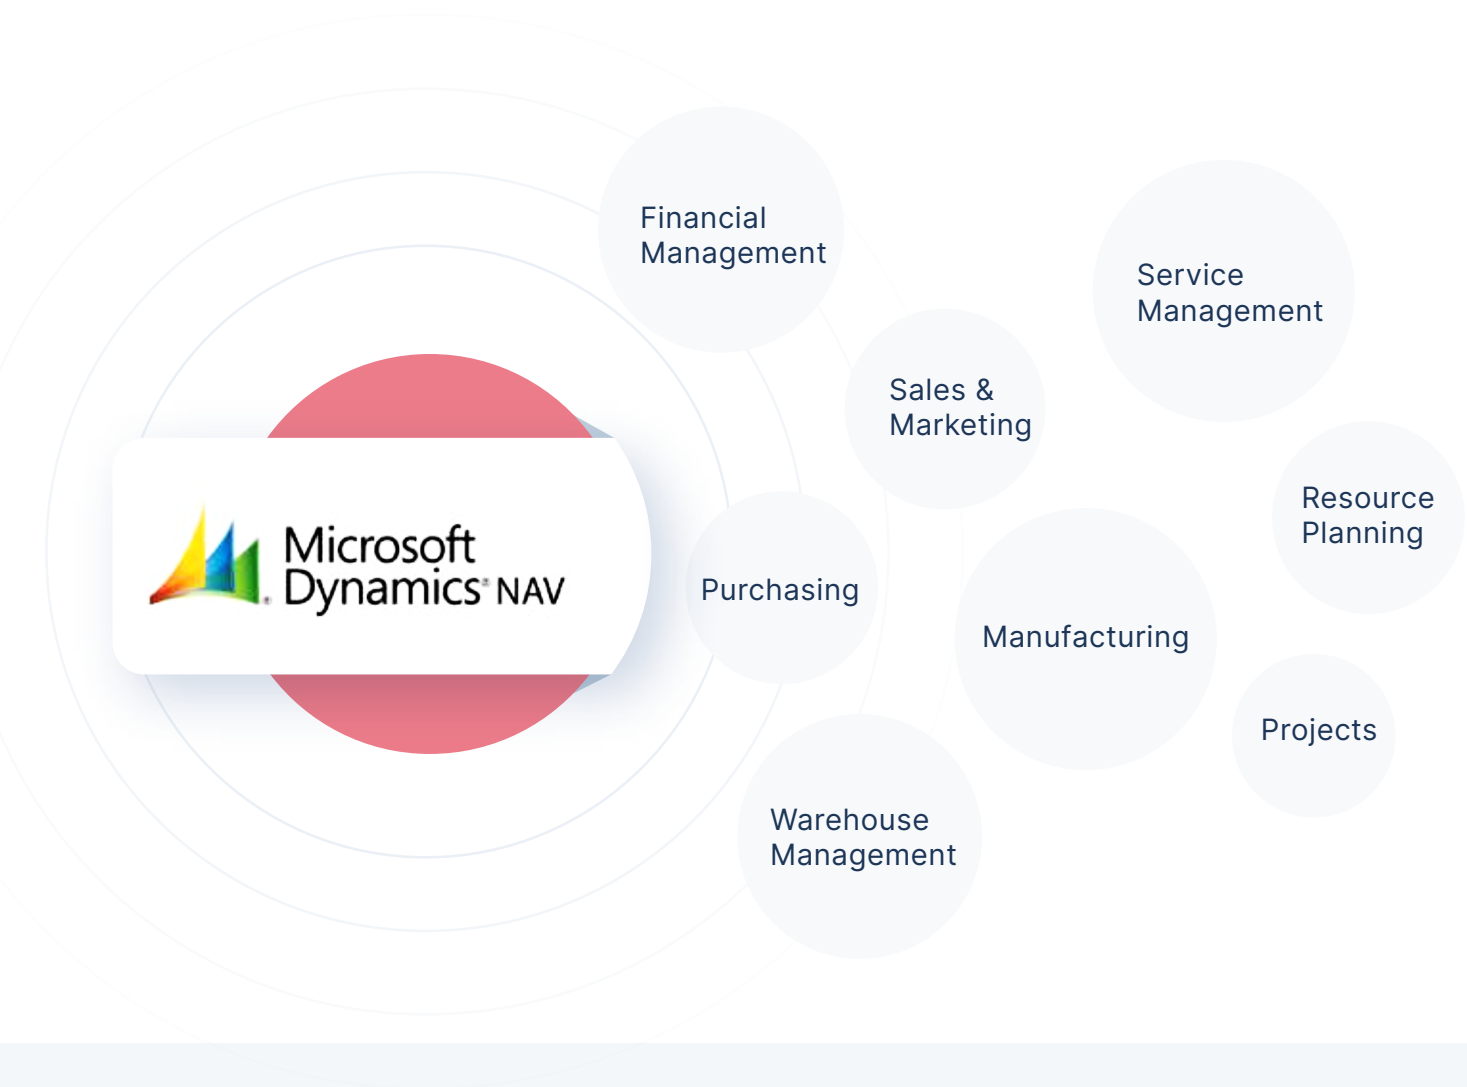 Financial
Management
Service
Management
Sales &
Marketing
Resource
Planning
Microsoft
Dynamics® NAV
Purchasing
Manufacturing
Projects
Warehouse
Management